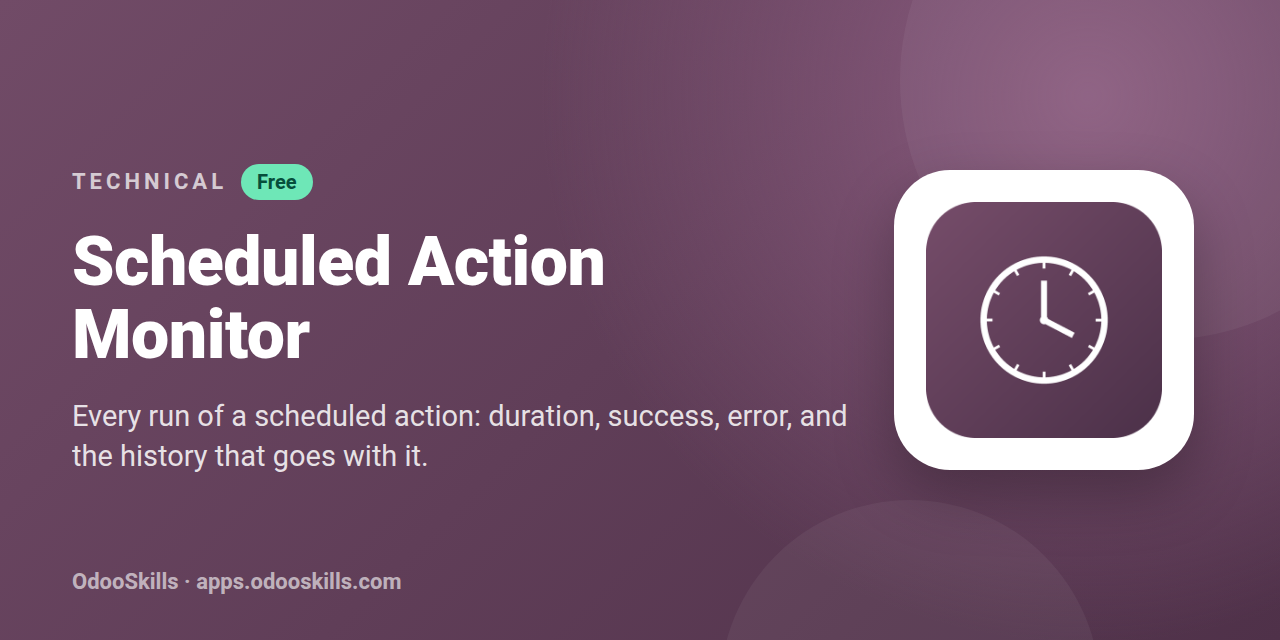 TECHNICAL Free
Scheduled Action
Monitor
Every run of a scheduled action: duration, success, error, and
the history that goes with it.
OdooSkills · apps.odooskills.com